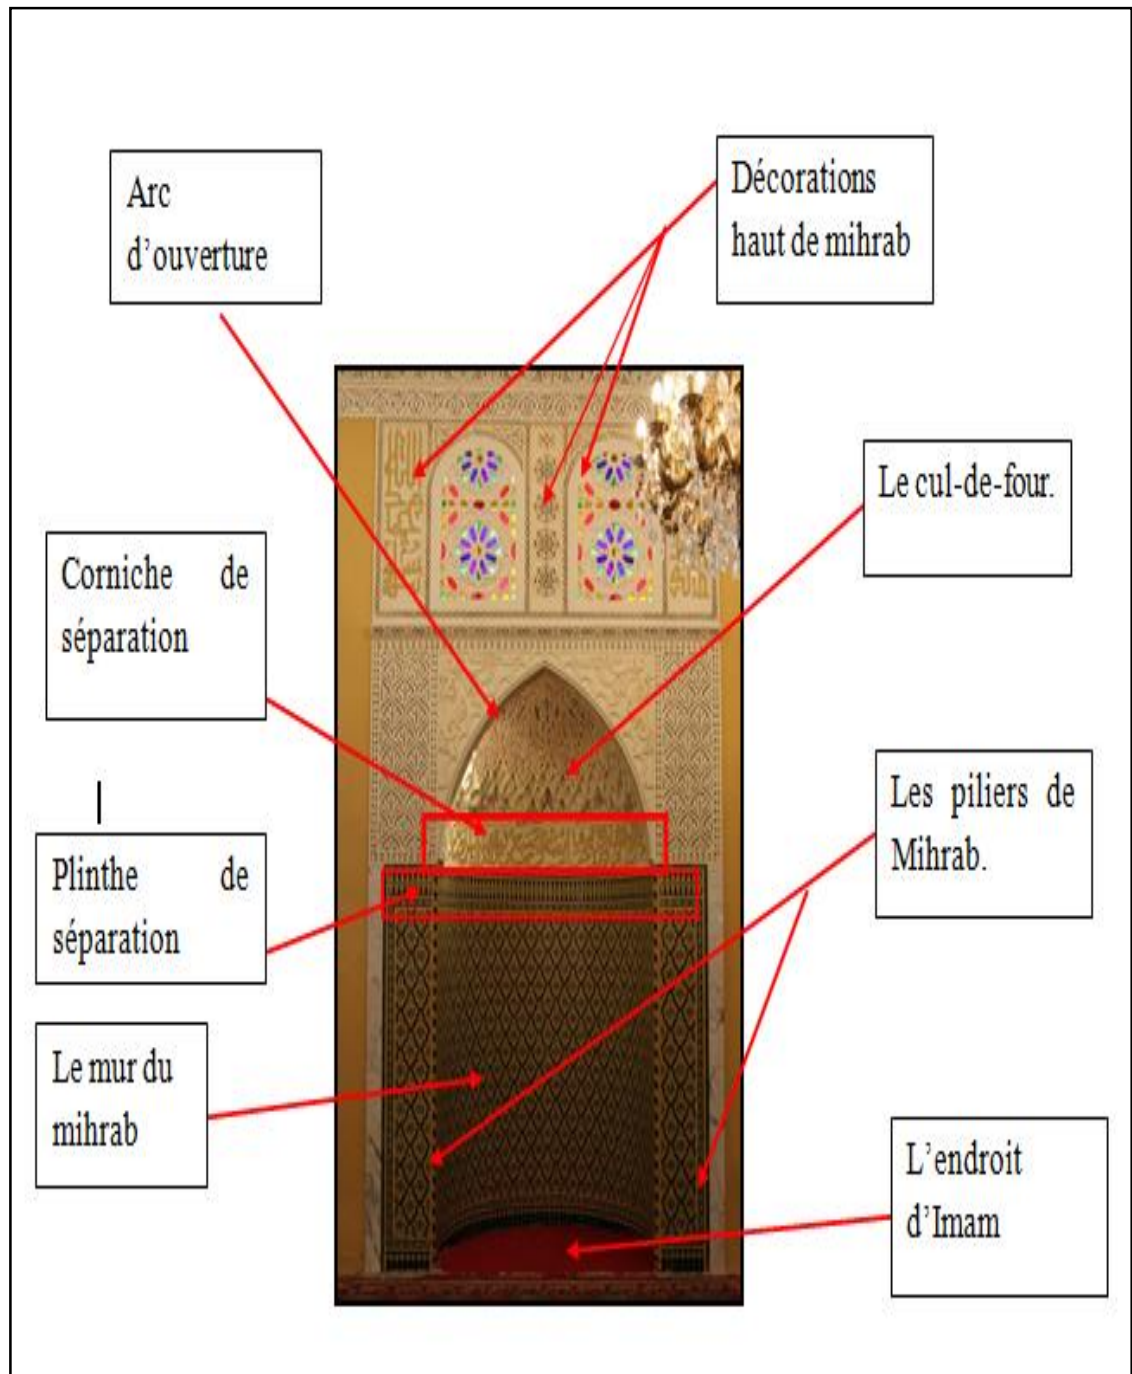 Arc
d'ouverture
Décorations
haut de mihrab
Le cul-de-four.
Corniche de
séparation
Les piliers de
Mihrab.
Plinthe de
séparation
Le mur du
mihrab
L'endroit
d'Imam